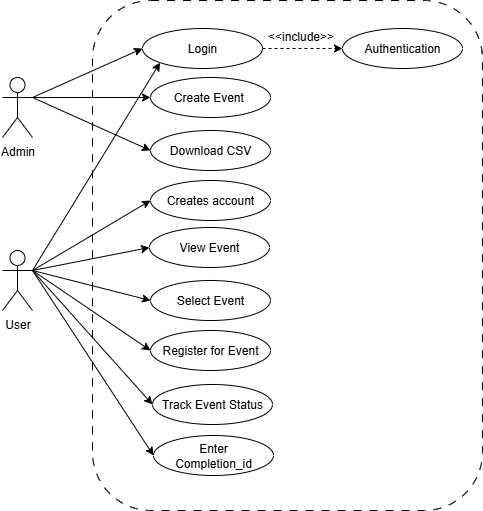 <<include>>
Login
Authentication
Create Event
Admin
Download CSV
Creates account
View Event
Select Event
User
Register for Event
Track Event Status
Enter
Completion_id